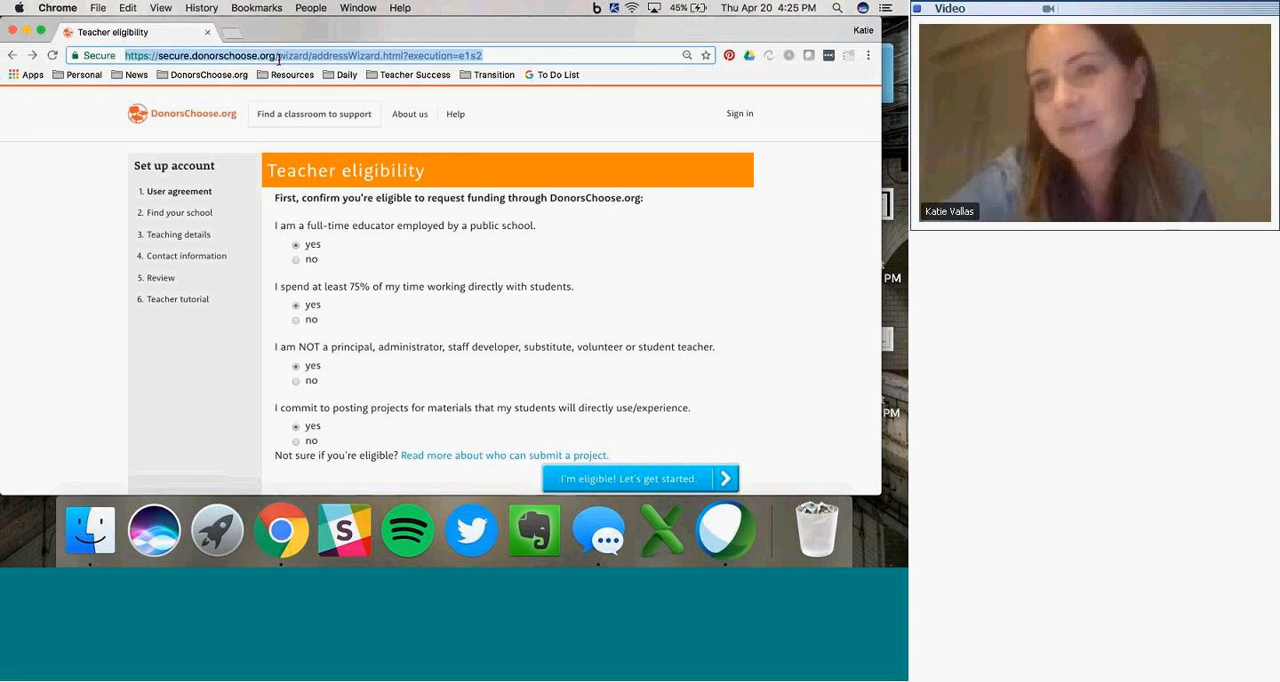 Chrome File Edit View History Bookmarks People Window Help 45% Thu Apr 20 4:25 PM
Video
Teacher eligibility
Katie
Secure https://secure.donorschoose.org/wizard/addressWizard.html?execution=e1s2
Apps Personal News DonorsChoose.org Resources Daily Teacher Success Transition To Do List
DonorsChoose.org Find a classroom to support About us Help Sign in
Set up account
1. User agreement
2. Find your school
3. Teaching details
4. Contact information
5. Review
6. Teacher tutorial
Teacher eligibility
First, confirm you're eligible to request funding through DonorsChoose.org:
I am a full-time educator employed by a public school.
yes
no
I spend at least 75% of my time working directly with students.
yes
no
I am NOT a principal, administrator, staff developer, substitute, volunteer or student teacher.
yes
no
I commit to posting projects for materials that my students will directly use/experience.
yes
no
Not sure if you're eligible? Read more about who can submit a project.
I'm eligible! Let's get started.
PM
PM
Katie Vallas